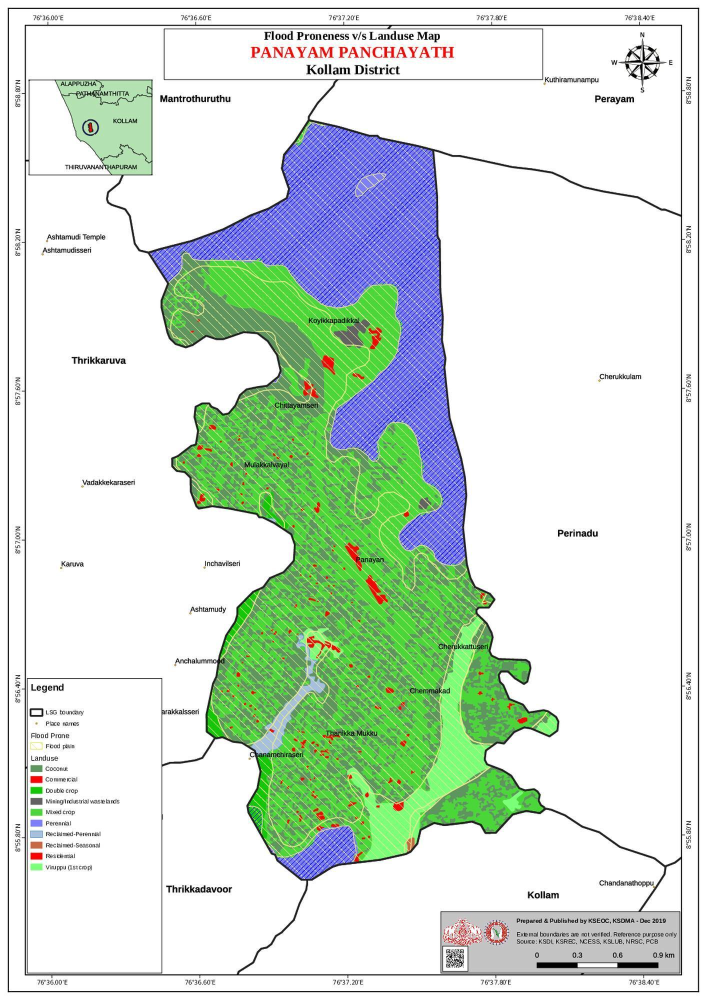 76°36.00'E 76°36.60'E 76°37.20'E 76°37.80'E 76°38.40'E
Flood Proneness v/s Landuse Map
PANAYAM PANCHAYATH
Kollam District
N
W E
S
8°58.80'N
8°58.80'N
ALAPPUZHA
PATHANAMTHITTA
KOLLAM
THIRUVANANTHAPURAM
Kuthiramunampu
Mantrothuruthu
Perayam
Ashtamudi Temple
8°58.20'N
8°58.20'N
Ashtamudisseri
Koyikkapadikkal
Thrikkaruva
Cherukkulam
8°57.60'N
8°57.60'N
Chittayamseri
Mulakkalvayal
Vadakkekaraseri
Perinadu
8°57.00'N
8°57.00'N
Panayan
Karuva
Inchavilseri
Ashtamudy
Cherukkattuseri
Anchalummood
8°56.40'N
8°56.40'N
Chemmakad
arakkalsseri
Thanikka Mukku
Chanamchiraseri
Legend
LSG boundary
Place names
Flood Prone
Flood plain
Landuse
Coconut
Commercial
Double crop
Mining/Industrial wastelands
Mixed crop
Perennial
Reclaimed-Perennial
Reclaimed-Seasonal
Residential
Viruppu (1st crop)
8°55.80'N
8°55.80'N
Chandanathoppu
Thrikkadavoor
Kollam
Prepared & Published by KSEOC, KSDMA - Dec 2019
External boundaries are not verified. Reference purpose only
Source: KSDI, KSREC, NCESS, KSLUB, NRSC, PCB
0 0.3 0.6 0.9 km
76°36.00'E 76°36.60'E 76°37.20'E 76°37.80'E 76°38.40'E